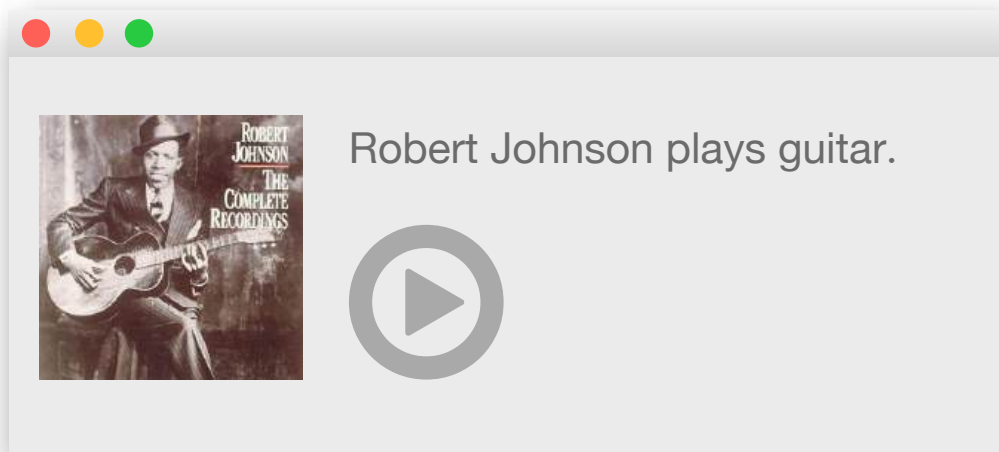 ROBERT
JOHNSON
THE
COMPLETE
RECORDINGS
Robert Johnson plays guitar.